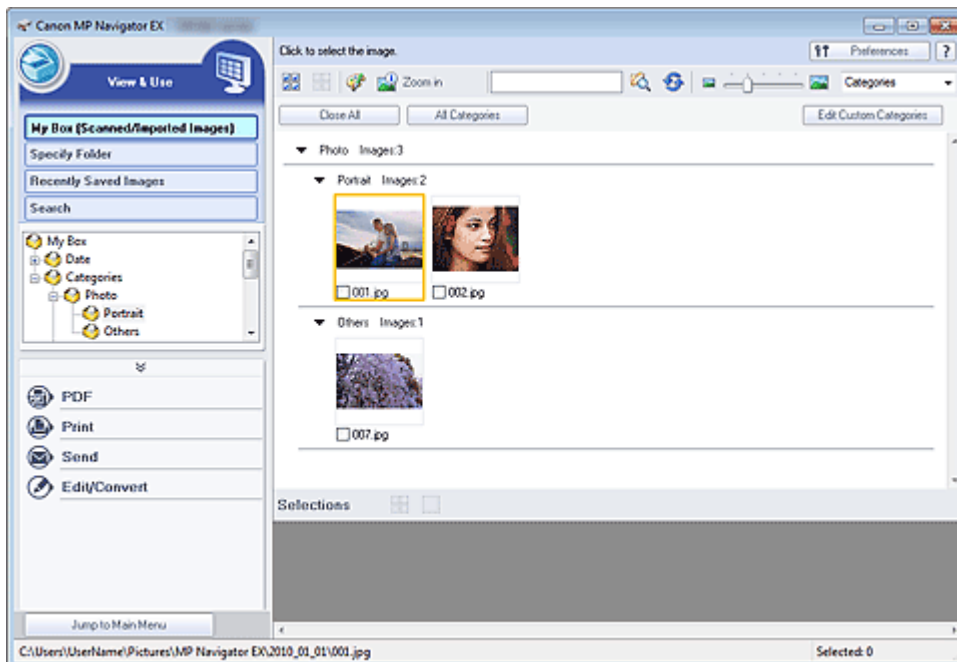 Canon MP Navigator EX
View & Use
My Box (Scanned/Imported Images)
Specify Folder
Recently Saved Images
Search
My Box
Date
Categories
Photo
Portrait
Others
PDF
Print
Send
Edit/Convert
Jump to Main Menu
Click to select the image.
Preferences
?
Zoom in
Categories
Close All
All Categories
Edit Custom Categories
Photo Images:3
Portrait Images:2
001.jpg
002.jpg
Others Images:1
007.jpg
Selections
C:\Users\UserName\Pictures\MP Navigator EX\2010_01_01\001.jpg
Selected: 0